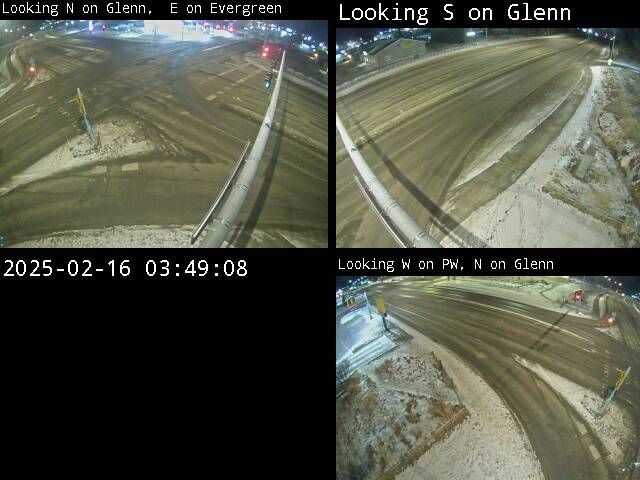 Looking N on Glenn,  E on Evergreen
Looking S on Glenn
2025-02-16 03:49:08
Looking W on PW, N on Glenn